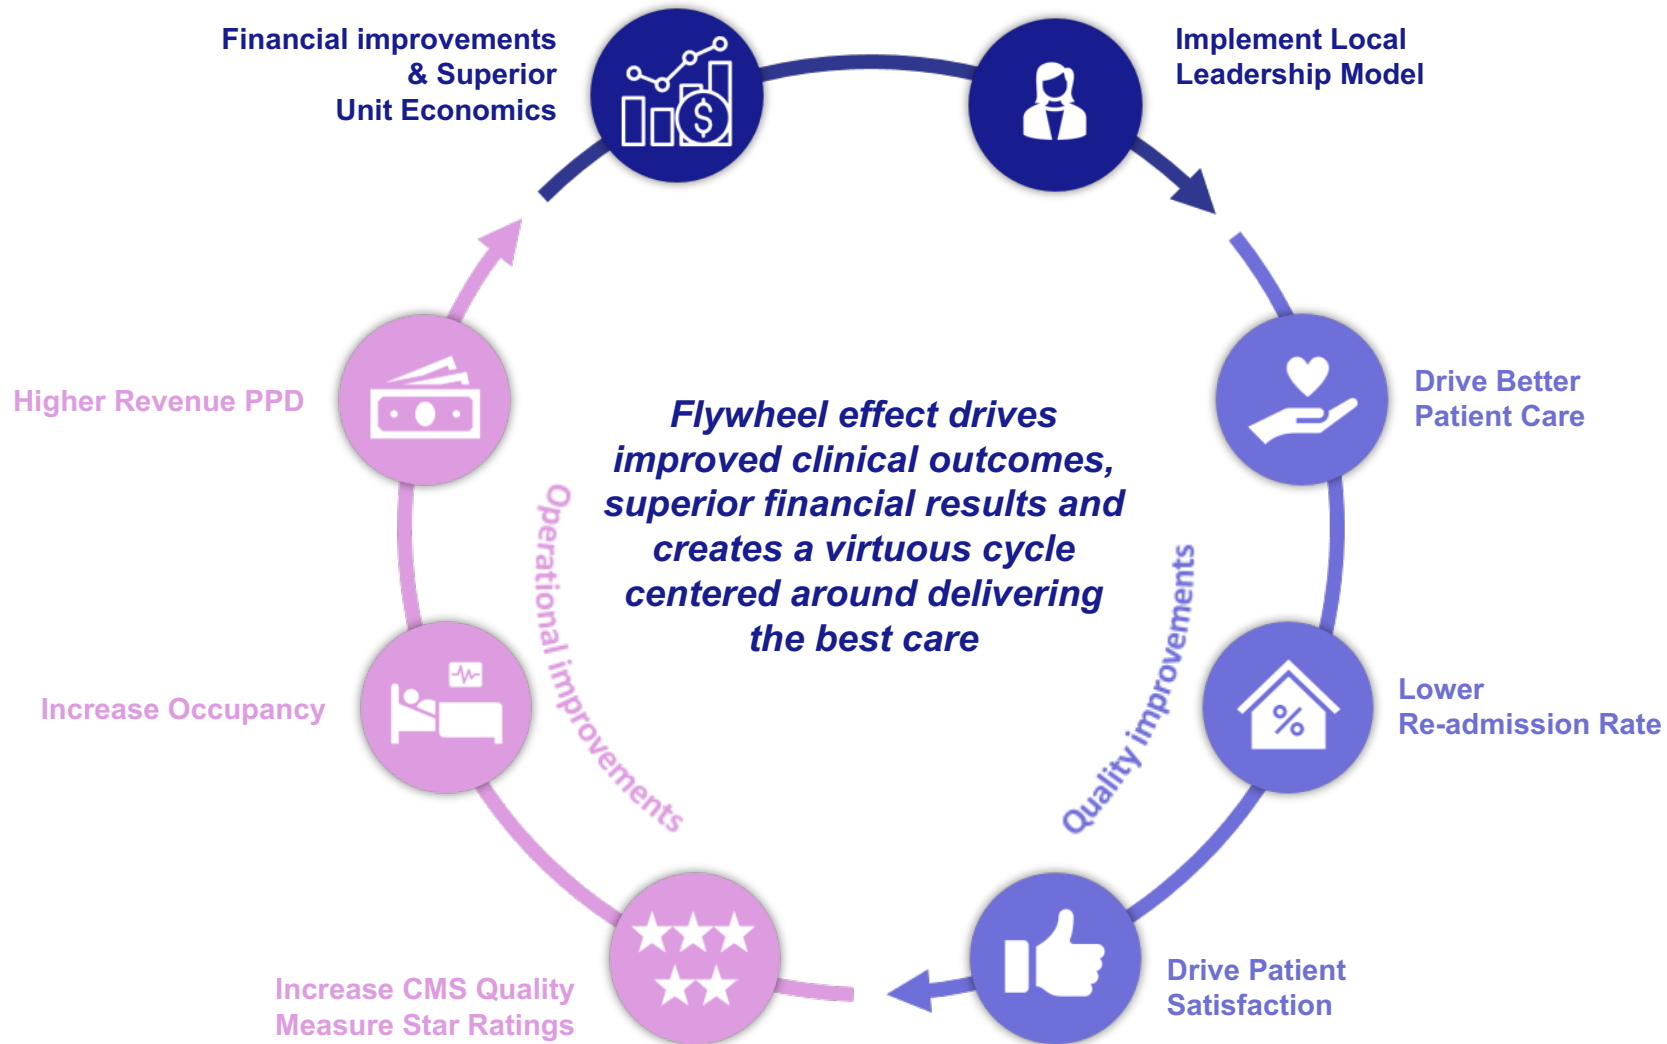 Financial improvements
& Superior
Unit Economics
$
Implement Local
Leadership Model
Drive Better
Patient Care
Lower
Re-admission Rate
%
Drive Patient
Satisfaction
Quality improvements
Increase CMS Quality
Measure Star Ratings
Increase Occupancy
Higher Revenue PPD
Operational improvements
Flywheel effect drives
improved clinical outcomes,
superior financial results and
creates a virtuous cycle
centered around delivering
the best care